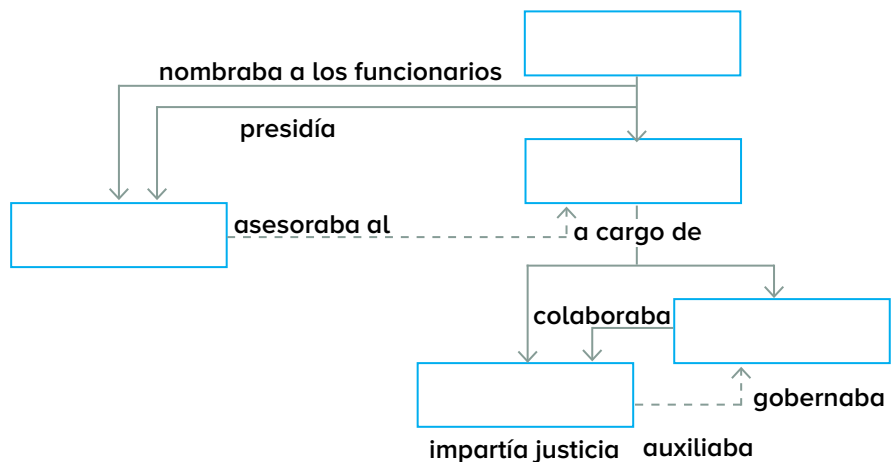 nombraba a los funcionarios
presidía
asesoraba al
a cargo de
colaboraba
gobernaba
impartía justicia
auxiliaba